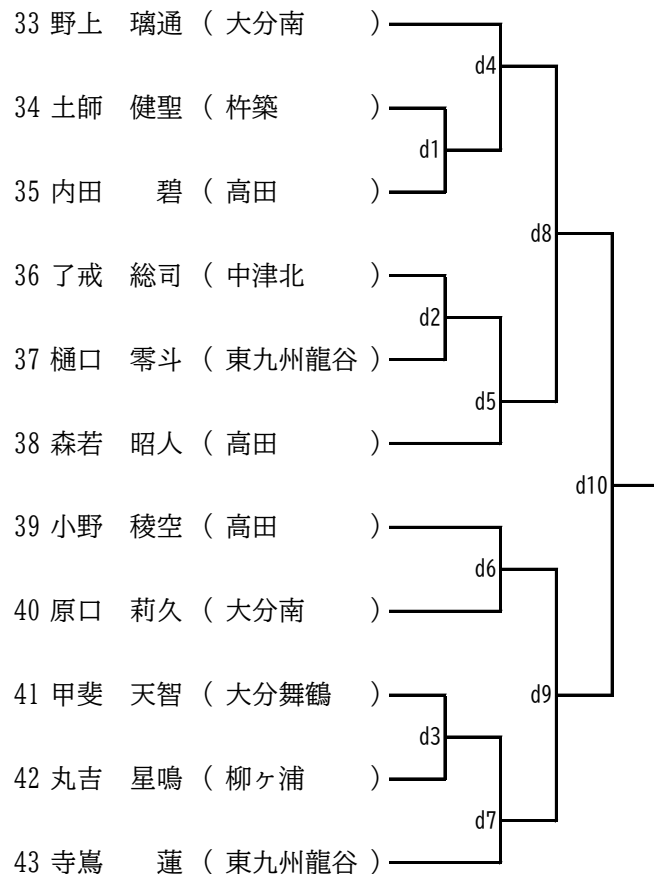 33 野上　璃通 （ 大分南 ）
d4
34 土師　健聖 （ 杵築 ）
d1
35 内田　　碧 （ 高田 ）
d8
36 了戒　総司 （ 中津北 ）
d2
37 樋口　零斗 （ 東九州龍谷 ）
d5
38 森若　昭人 （ 高田 ）
d10
39 小野　稜空 （ 高田 ）
d6
40 原口　莉久 （ 大分南 ）
41 甲斐　天智 （ 大分舞鶴 ）
d9
d3
42 丸吉　星鳴 （ 柳ヶ浦 ）
d7
43 寺嶌　　蓮 （ 東九州龍谷 ）